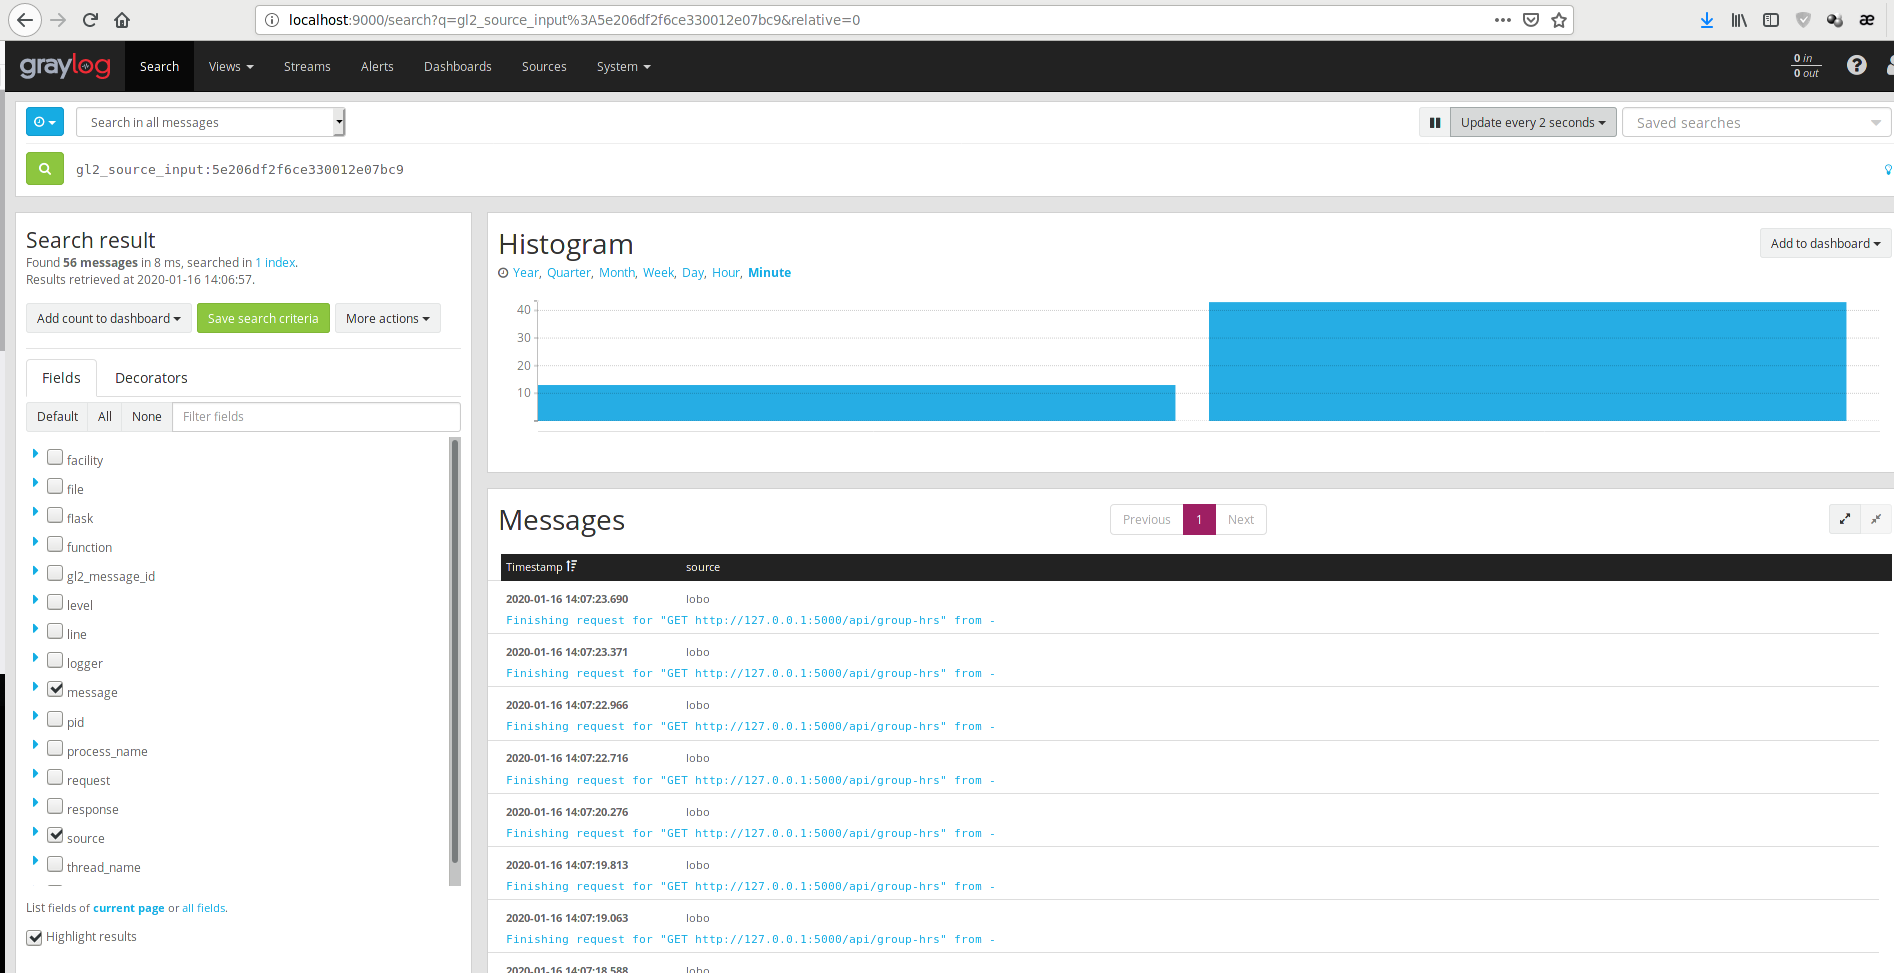 localhost:9000/search?q=gl2_source_input%3A5e206df2f6ce330012e07bc9&relative=0
graylog Search Views Streams Alerts Dashboards Sources System 0 in
0 out
Search in all messages Update every 2 seconds Saved searches
gl2_source_input:5e206df2f6ce330012e07bc9
Search result
Found 56 messages in 8 ms, searched in 1 index.
Results retrieved at 2020-01-16 14:06:57.
Add count to dashboard Save search criteria More actions
Fields Decorators
Default All None Filter fields
facility
file
flask
function
gl2_message_id
level
line
logger
message
pid
process_name
request
response
source
thread_name
List fields of current page or all fields.
Highlight results
Histogram
Add to dashboard
Year, Quarter, Month, Week, Day, Hour, Minute
40
30
20
10
Messages
Previous 1 Next
Timestamp source
2020-01-16 14:07:23.690 lobo
Finishing request for "GET http://127.0.0.1:5000/api/group-hrs" from -
2020-01-16 14:07:23.371 lobo
Finishing request for "GET http://127.0.0.1:5000/api/group-hrs" from -
2020-01-16 14:07:22.966 lobo
Finishing request for "GET http://127.0.0.1:5000/api/group-hrs" from -
2020-01-16 14:07:22.716 lobo
Finishing request for "GET http://127.0.0.1:5000/api/group-hrs" from -
2020-01-16 14:07:20.276 lobo
Finishing request for "GET http://127.0.0.1:5000/api/group-hrs" from -
2020-01-16 14:07:19.813 lobo
Finishing request for "GET http://127.0.0.1:5000/api/group-hrs" from -
2020-01-16 14:07:19.063 lobo
Finishing request for "GET http://127.0.0.1:5000/api/group-hrs" from -
2020-01-16 14:07:18.588 lobo